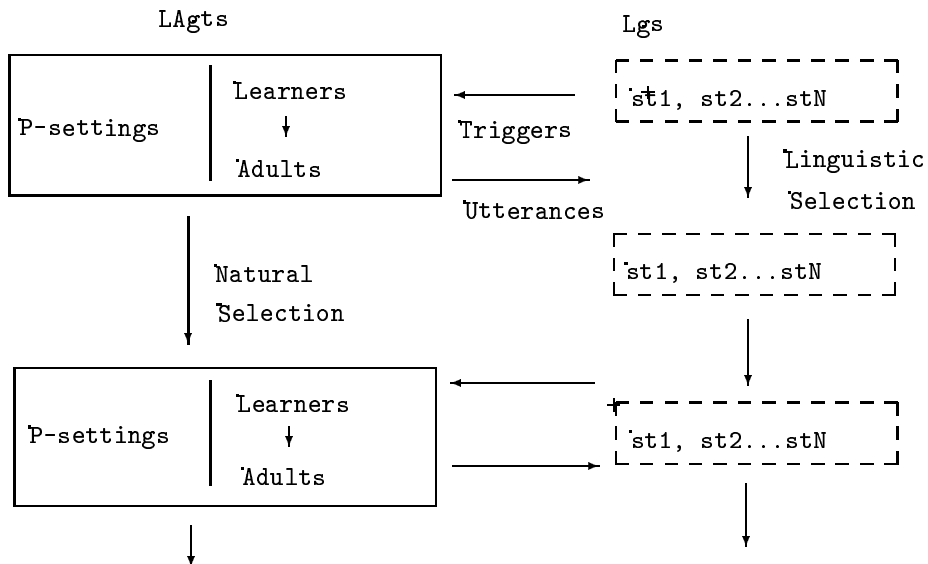 LAgts
Lgs
P-settings
Learners
Adults
Triggers
Utterances
st1, st2...stN
Linguistic
Selection
st1, st2...stN
Natural
Selection
P-settings
Learners
Adults
st1, st2...stN